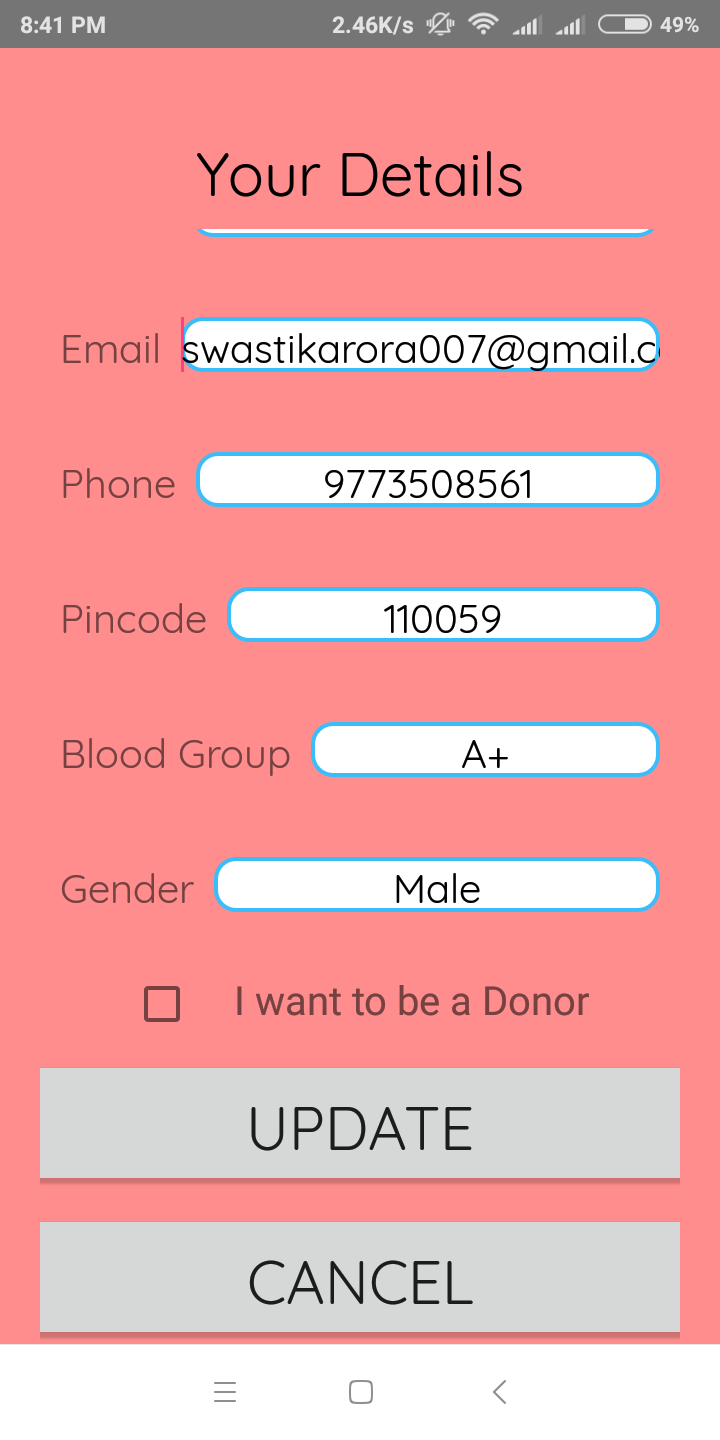 8:41 PM 2.46K/s 49%
Your Details
Email swastikarora007@gmail.c
Phone 9773508561
Pincode 110059
Blood Group A+
Gender Male
I want to be a Donor
UPDATE
CANCEL